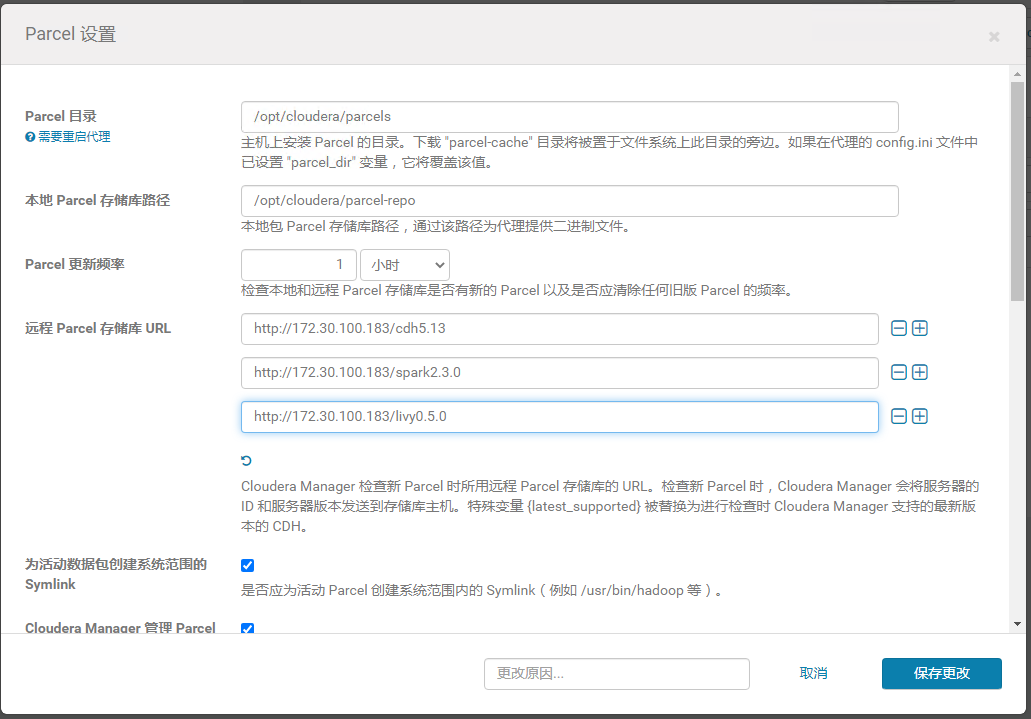 Parcel 设置
Parcel 目录
需要重启代理
/opt/cloudera/parcels
主机上安装 Parcel 的目录。下载 "parcel-cache" 目录将被置于文件系统上此目录的旁边。如果在代理的 config.ini 文件中
已设置 "parcel_dir" 变量，它将覆盖该值。
本地 Parcel 存储库路径
/opt/cloudera/parcel-repo
本地包 Parcel 存储库路径，通过该路径为代理提供二进制文件。
Parcel 更新频率
1 小时
检查本地和远程 Parcel 存储库是否有新的 Parcel 以及是否应清除任何旧版 Parcel 的频率。
远程 Parcel 存储库 URL
http://172.30.100.183/cdh5.13
http://172.30.100.183/spark2.3.0
http://172.30.100.183/livy0.5.0
Cloudera Manager 检查新 Parcel 时所用远程 Parcel 存储库的 URL。检查新 Parcel 时，Cloudera Manager 会将服务器的
ID 和服务器版本发送到存储库主机。特殊变量 {latest_supported} 被替换为进行检查时 Cloudera Manager 支持的最新版
本的 CDH。
为活动数据包创建系统范围的
Symlink
是否应为活动 Parcel 创建系统范围内的 Symlink（例如 /usr/bin/hadoop 等）。
Cloudera Manager 管理 Parcel
更改原因...
取消
保存更改